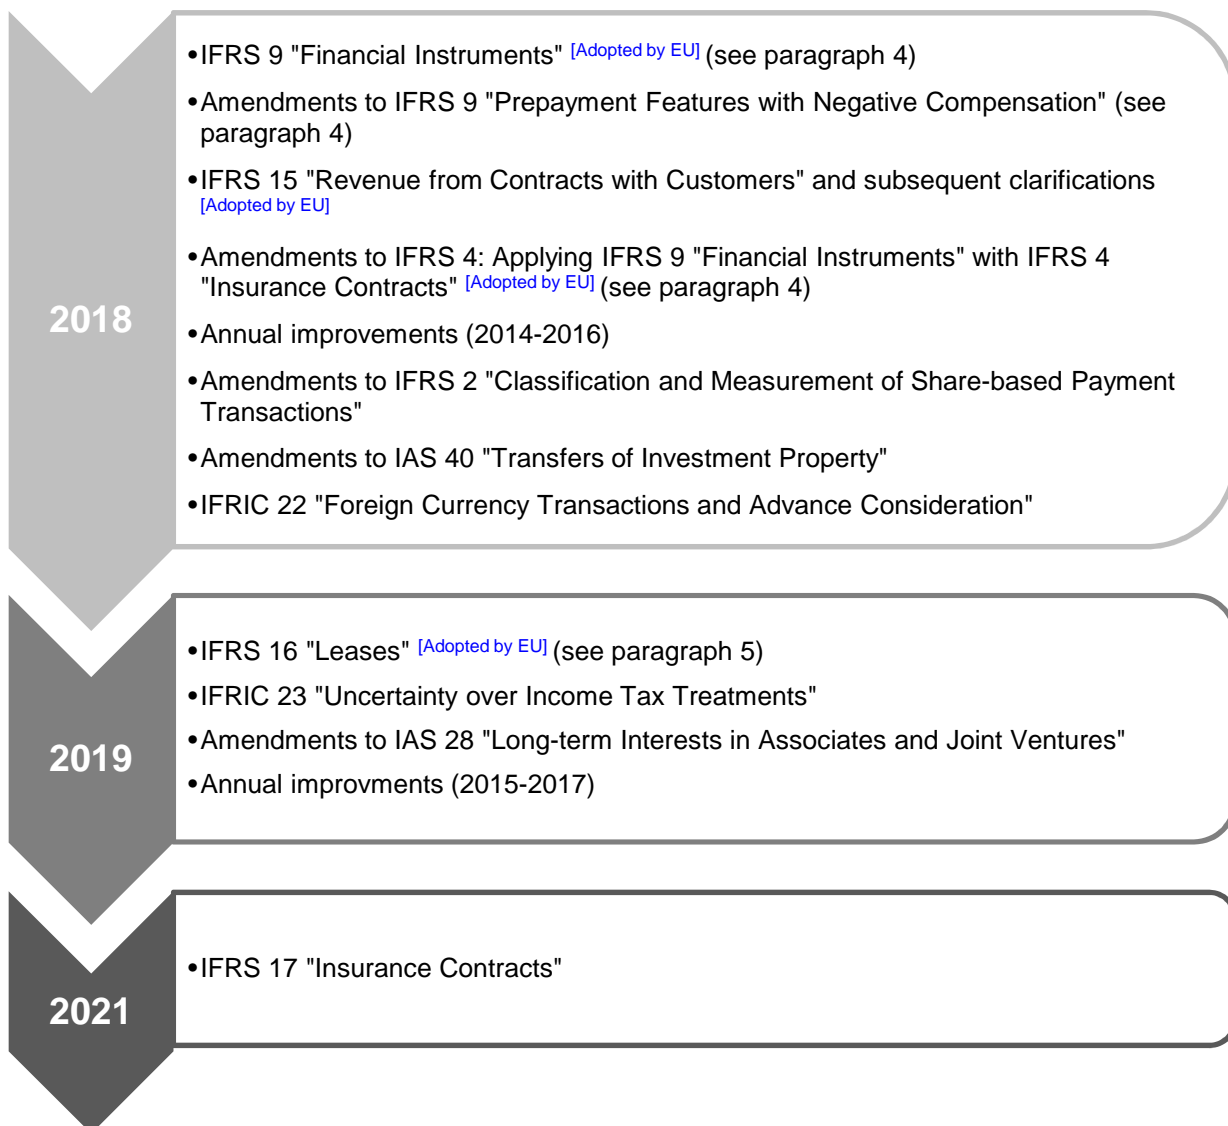 2018
•IFRS 9 "Financial Instruments" [Adopted by EU] (see paragraph 4)
•Amendments to IFRS 9 "Prepayment Features with Negative Compensation" (see
paragraph 4)
•IFRS 15 "Revenue from Contracts with Customers" and subsequent clarifications
[Adopted by EU]
•Amendments to IFRS 4: Applying IFRS 9 "Financial Instruments" with IFRS 4
"Insurance Contracts" [Adopted by EU] (see paragraph 4)
•Annual improvements (2014-2016)
•Amendments to IFRS 2 "Classification and Measurement of Share-based Payment
Transactions"
•Amendments to IAS 40 "Transfers of Investment Property"
•IFRIC 22 "Foreign Currency Transactions and Advance Consideration"
2019
•IFRS 16 "Leases" [Adopted by EU] (see paragraph 5)
•IFRIC 23 "Uncertainty over Income Tax Treatments"
•Amendments to IAS 28 "Long-term Interests in Associates and Joint Ventures"
•Annual improvments (2015-2017)
2021
•IFRS 17 "Insurance Contracts"